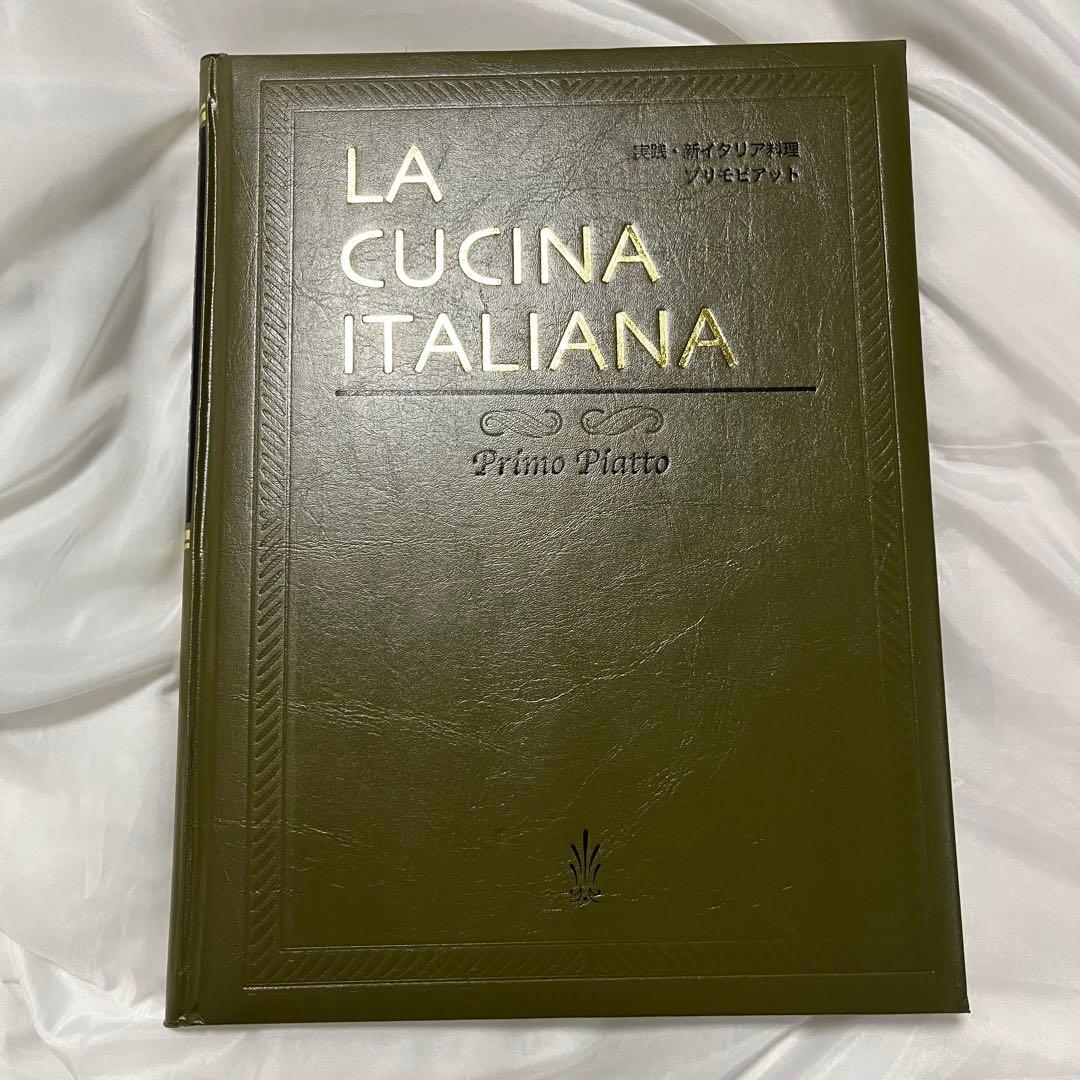 LA
CUCINA
ITALIANA
実践・新イタリア料理
プリモピアット
Primo Piatto